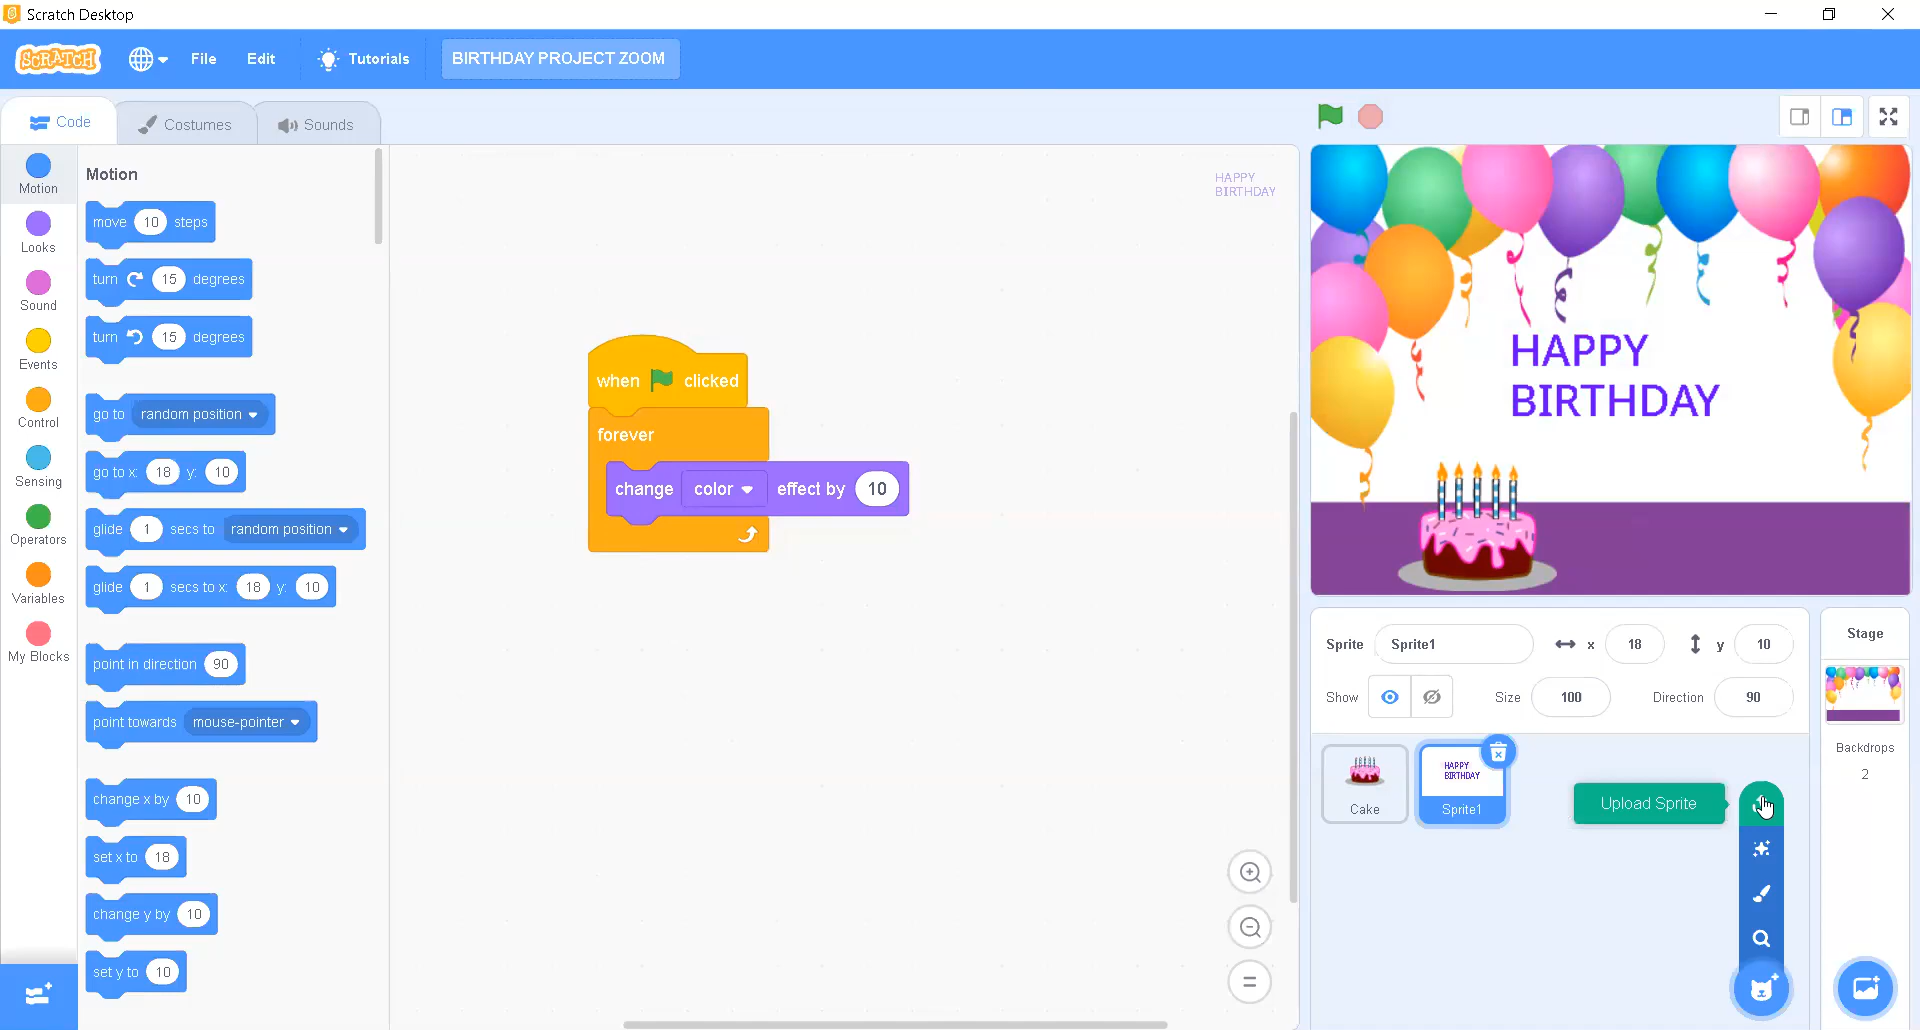 Scratch Desktop
SCRATCH
File
Edit
Tutorials
BIRTHDAY PROJECT ZOOM
Code
Costumes
Sounds
Motion
Looks
Sound
Events
Control
Sensing
Operators
Variables
My Blocks
Motion
move 10 steps
turn 15 degrees
turn 15 degrees
go to random position
go to x: 18 y: 10
glide 1 secs to random position
glide 1 secs to x: 18 y: 10
point in direction 90
point towards mouse-pointer
change x by 10
set x to 18
change y by 10
set y to 10
when clicked
forever
change color effect by 10
HAPPY
BIRTHDAY
HAPPY
BIRTHDAY
Sprite Sprite1 x 18 y 10
Show Size 100 Direction 90
Cake
HAPPY
BIRTHDAY
Sprite1
Upload Sprite
Stage
Backdrops
2